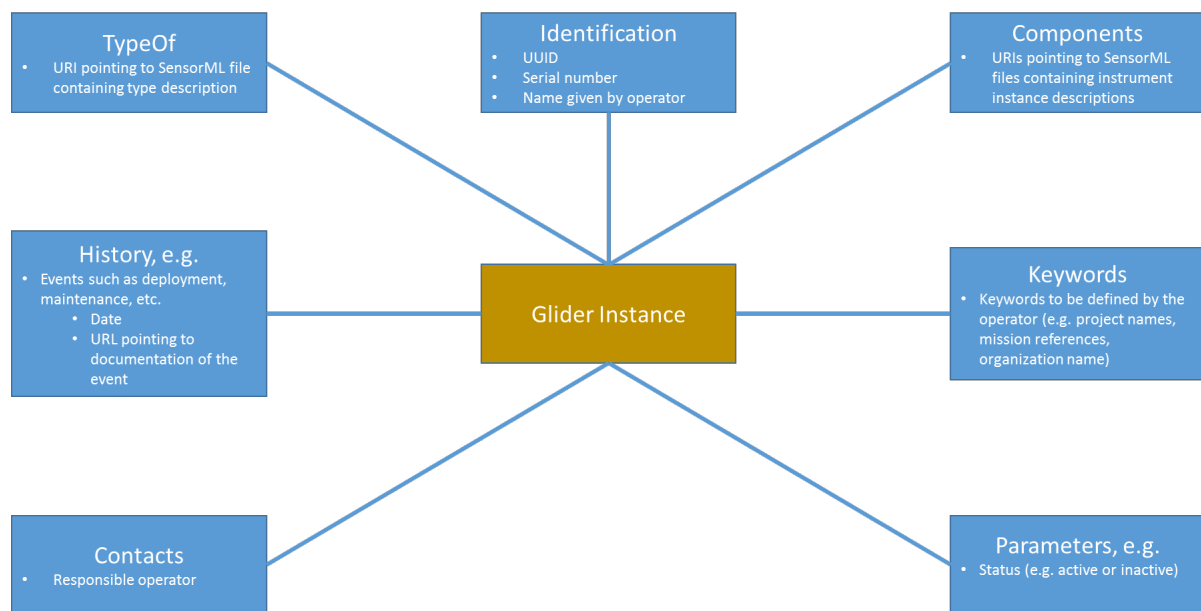 TypeOf
• URI pointing to SensorML file
containing type description
Identification
• UUID
• Serial number
• Name given by operator
Components
• URIs pointing to SensorML
files containing instrument
instance descriptions
History, e.g.
• Events such as deployment,
maintenance, etc.
• Date
• URL pointing to
documentation of the
event
Glider Instance
Keywords
• Keywords to be defined by the
operator (e.g. project names,
mission references,
organization name)
Contacts
• Responsible operator
Parameters, e.g.
• Status (e.g. active or inactive)